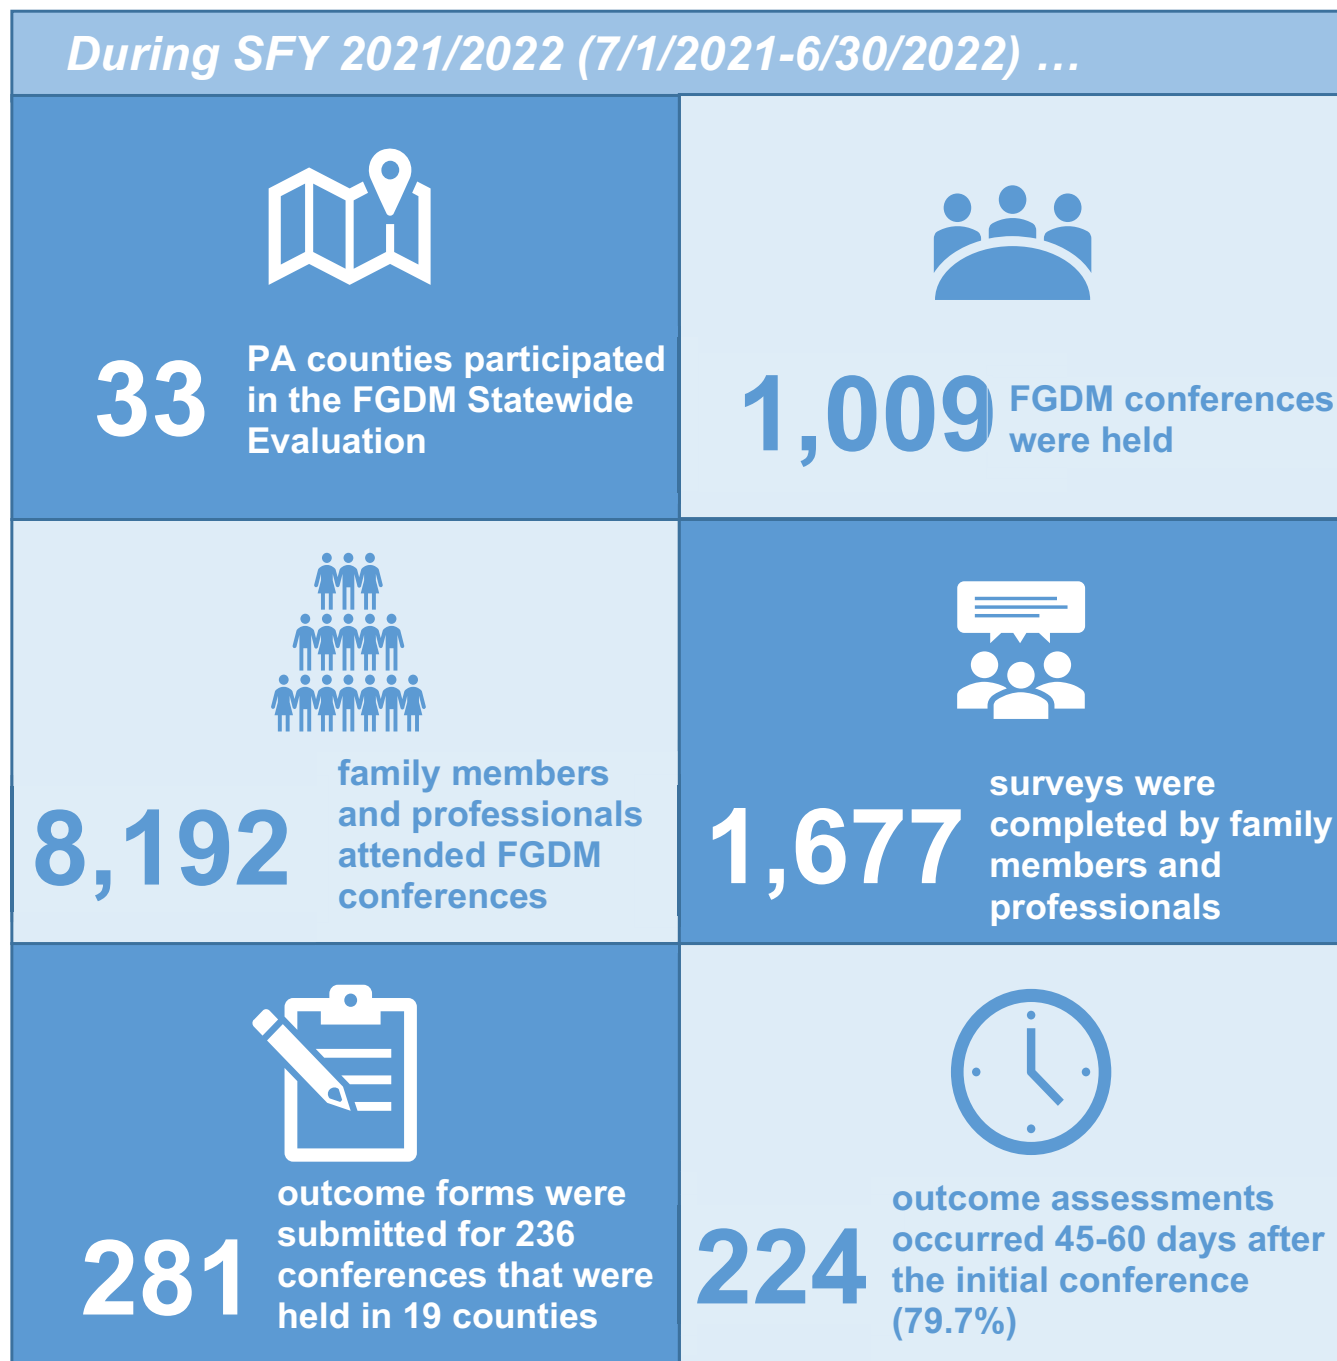 During SFY 2021/2022 (7/1/2021-6/30/2022) …
33
PA counties participated
in the FGDM Statewide
Evaluation
1,009
FGDM conferences
were held
8,192
family members
and professionals
attended FGDM
conferences
1,677
surveys were
completed by family
members and
professionals
281
outcome forms were
submitted for 236
conferences that were
held in 19 counties
224
outcome assessments
occurred 45-60 days after
the initial conference
(79.7%)